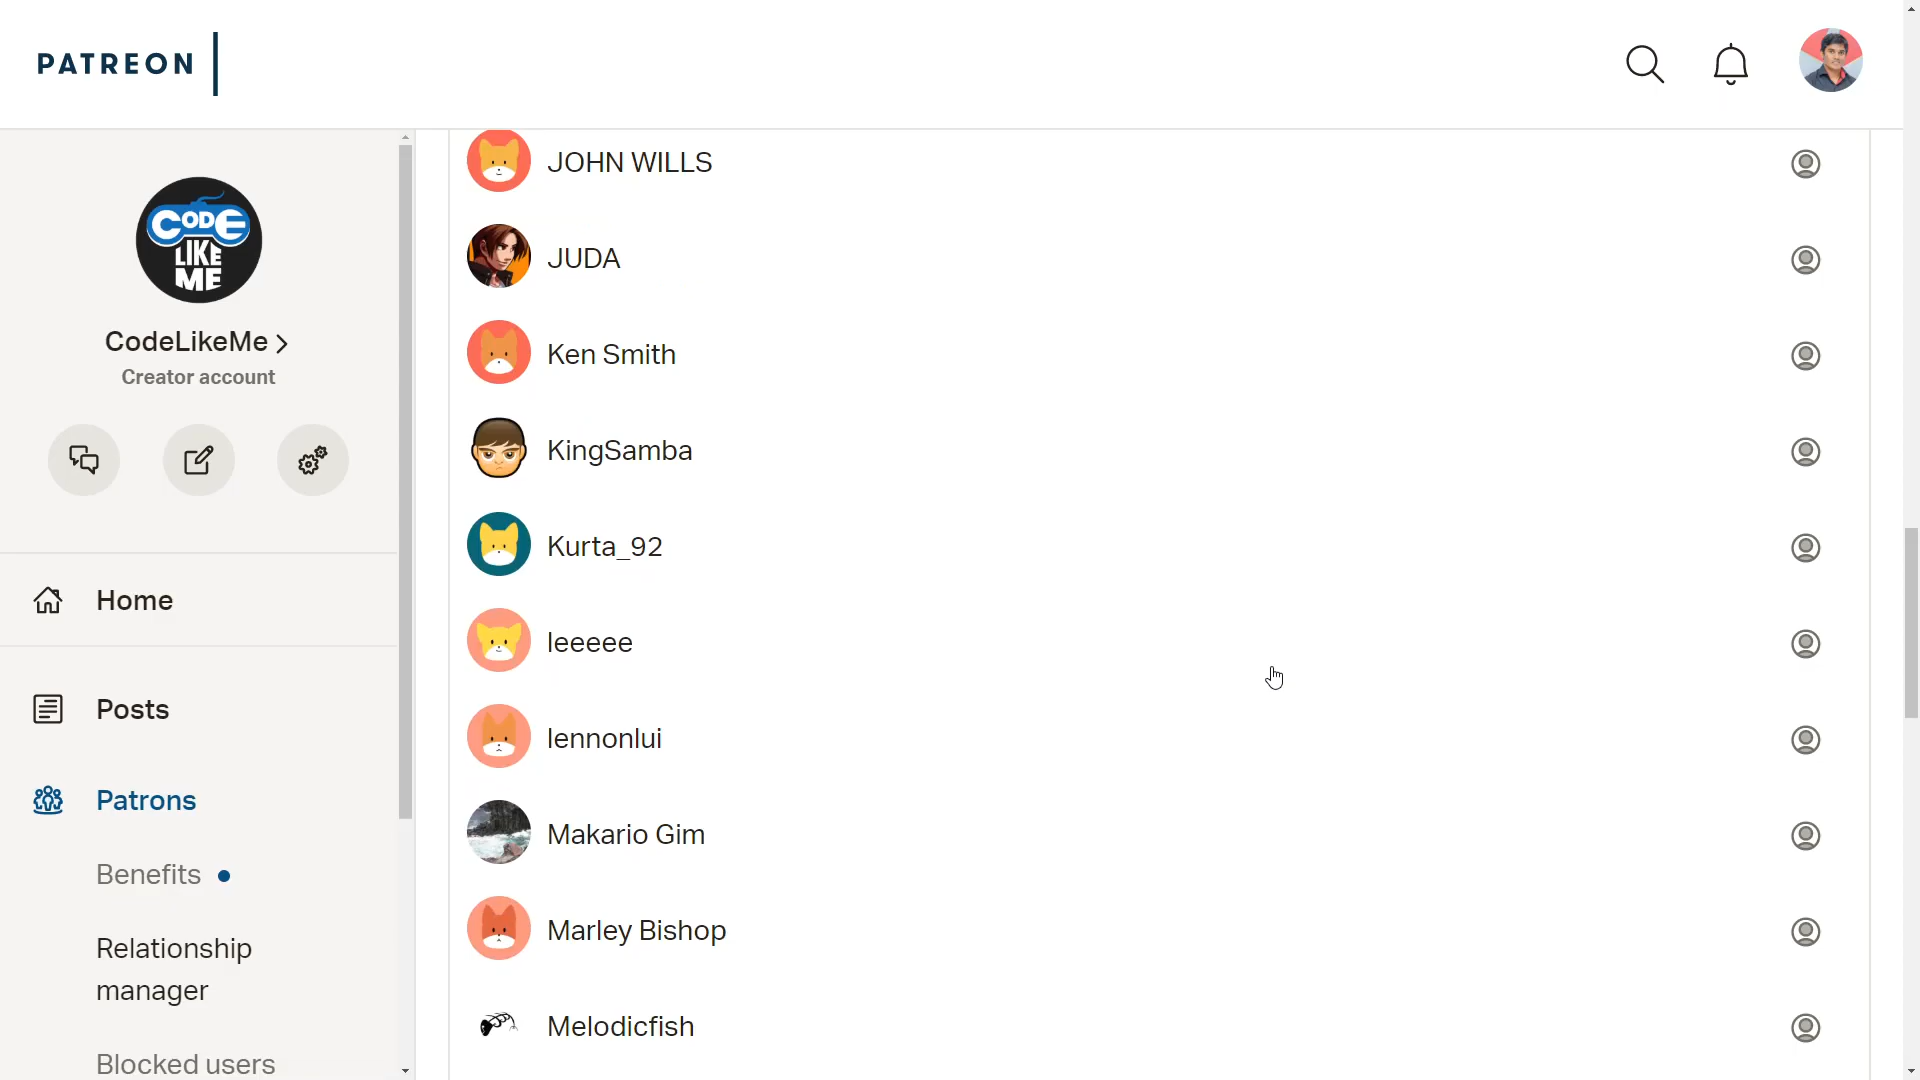 PATREON
CODE
LIKE
ME
CodeLikeMe
Creator account
Home
Posts
Patrons
Benefits
Relationship
manager
Blocked users
JOHN WILLS
JUDA
Ken Smith
KingSamba
Kurta_92
leeeee
lennonlui
Makario Gim
Marley Bishop
Melodicfish